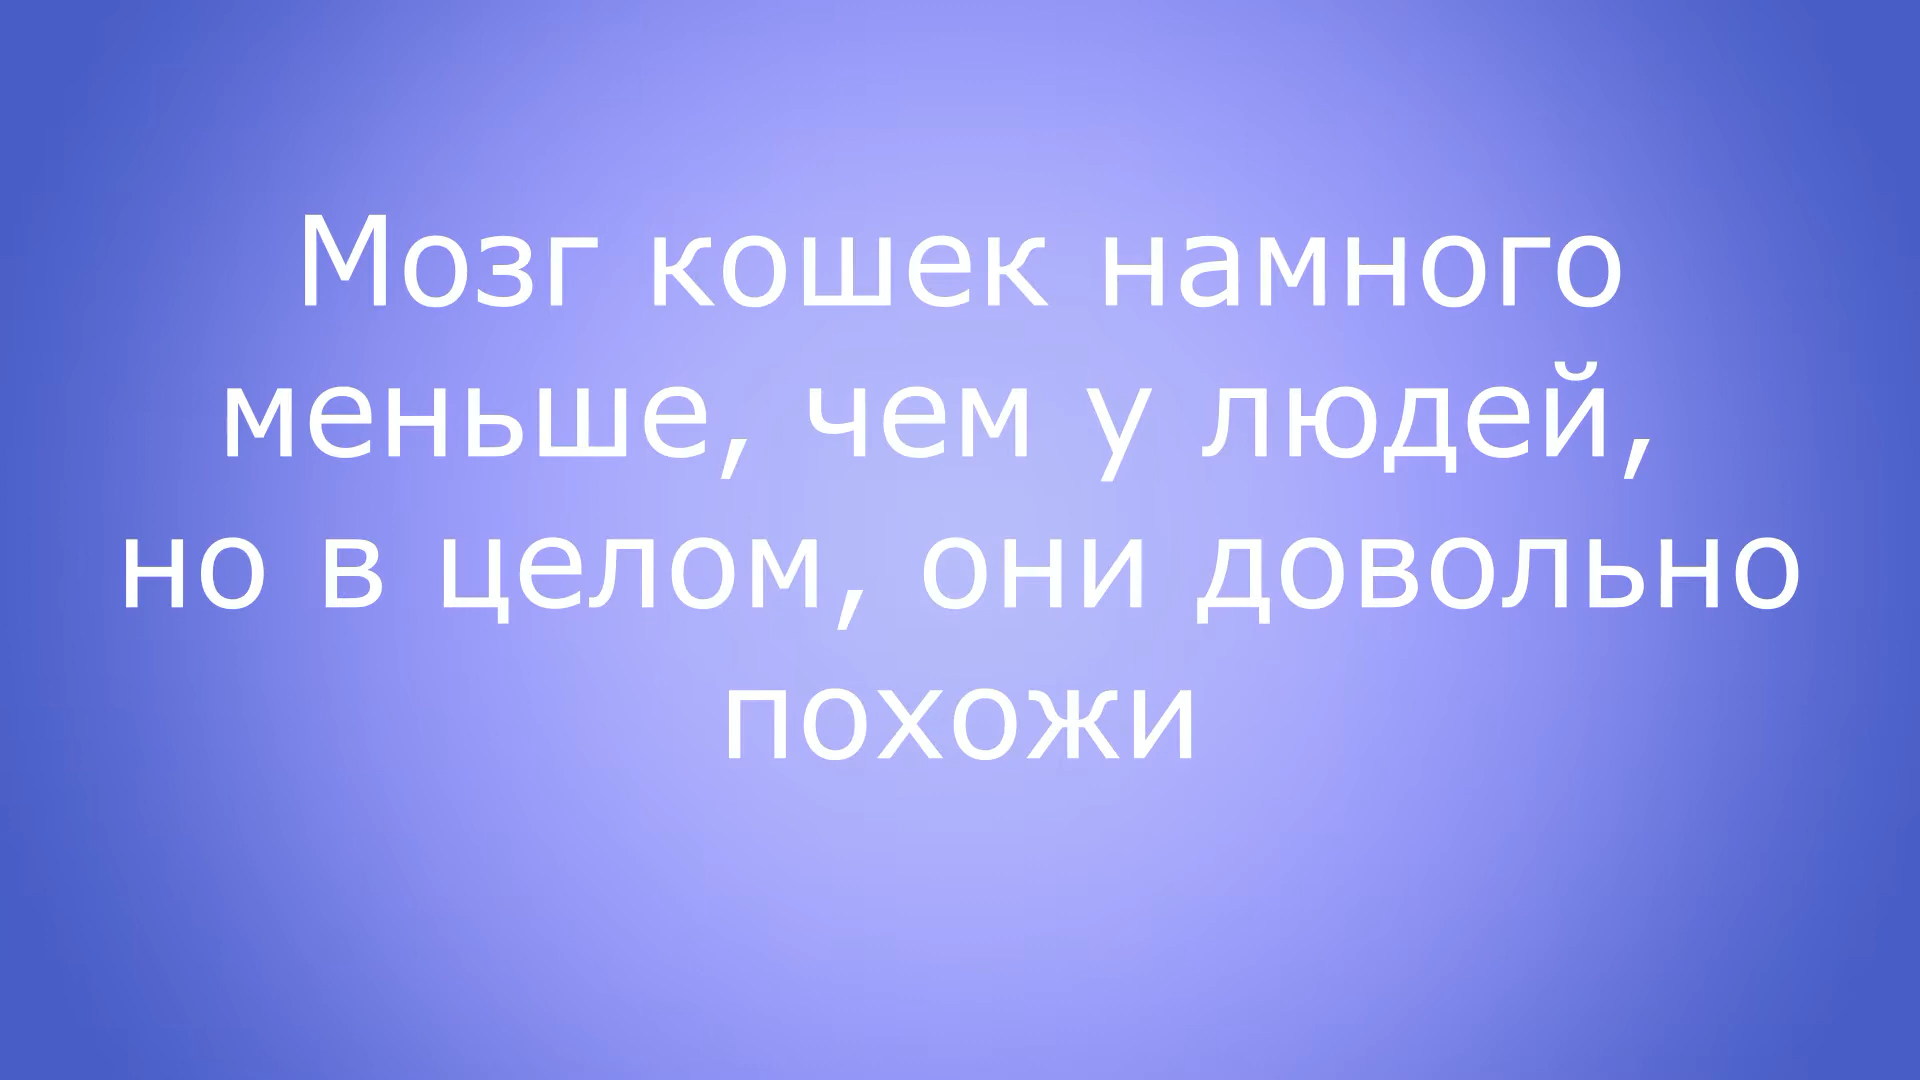 Мозг кошек намного
меньше, чем у людей,
но в целом, они довольно
похожи